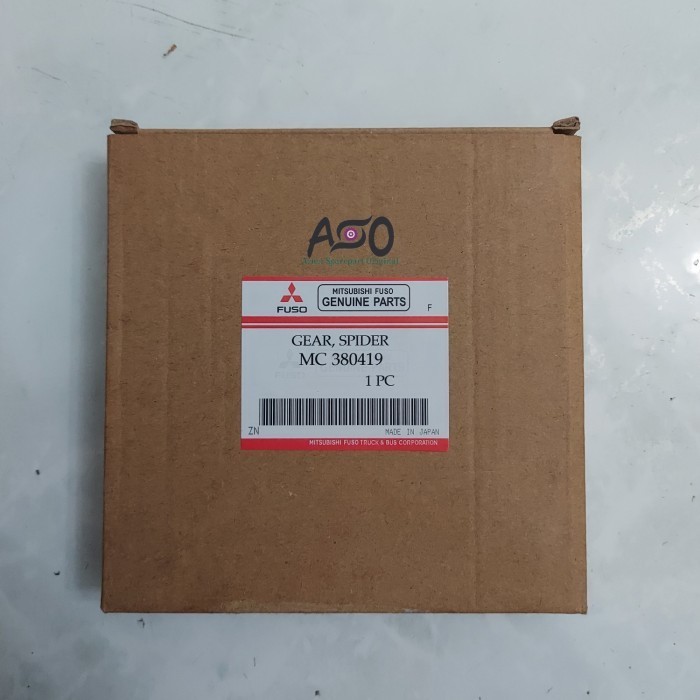 ASO
FUSO
MITSUBISHI FUSO
GENUINE PARTS
F
GEAR, SPIDER
MC 380419
1 PC
ZN
MADE IN JAPAN
MITSUBISHI FUSO TRUCK & BUS CORPORATION